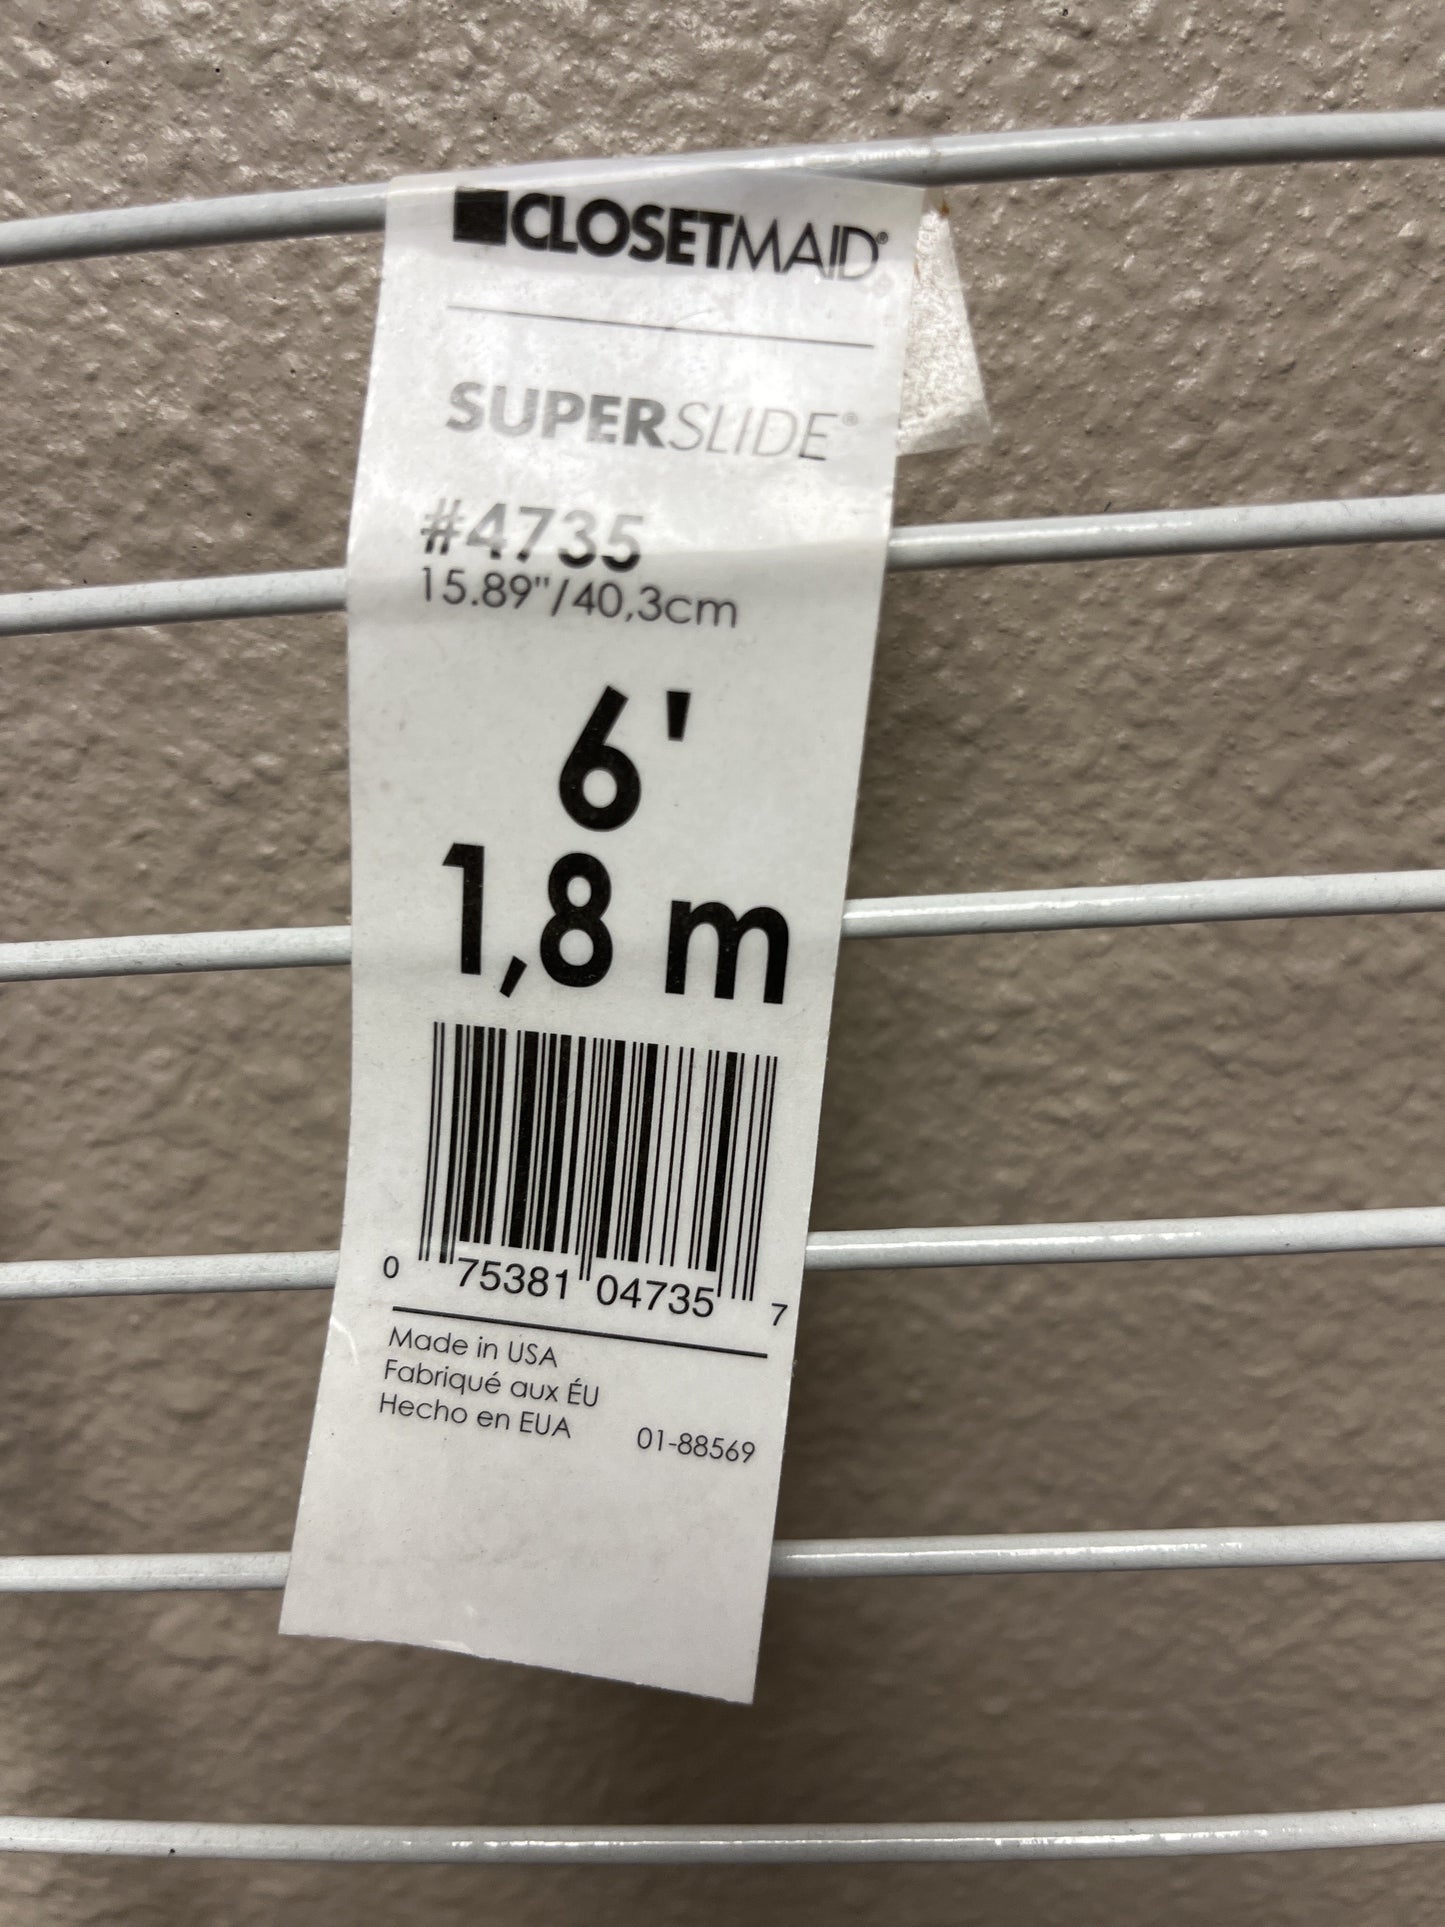 CLOSETMAID®
SUPERSLIDE®
#4735
15.89"/40,3cm
6'
1,8 m
0 75381 04735 7
Made in USA
Fabriqué aux ÉU
Hecho en EUA 01-88569